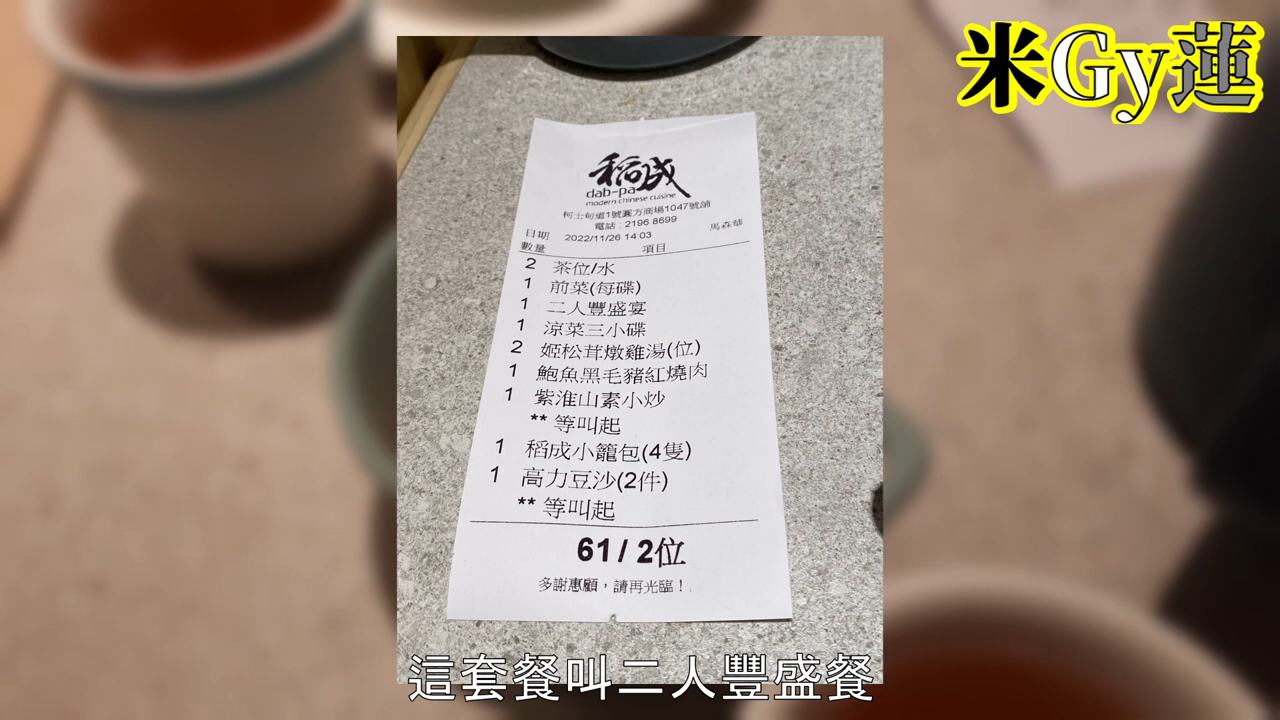 米Gy蓮
稻成
dab-pa
modern chinese cuisine
柯士甸道1號圓方商場1047號舖
電話 : 2196 8699
日期 2022/11/26 14:03 馬森華
數量 項目
2 茶位/水
1 前菜(每碟)
1 二人豐盛宴
1 涼菜三小碟
2 姬松茸燉雞湯(位)
1 鮑魚黑毛豬紅燒肉
1 紫淮山素小炒
** 等叫起
1 稻成小籠包(4隻)
1 高力豆沙(2件)
** 等叫起
61 / 2位
多謝惠顧，請再光臨！
這套餐叫二人豐盛餐